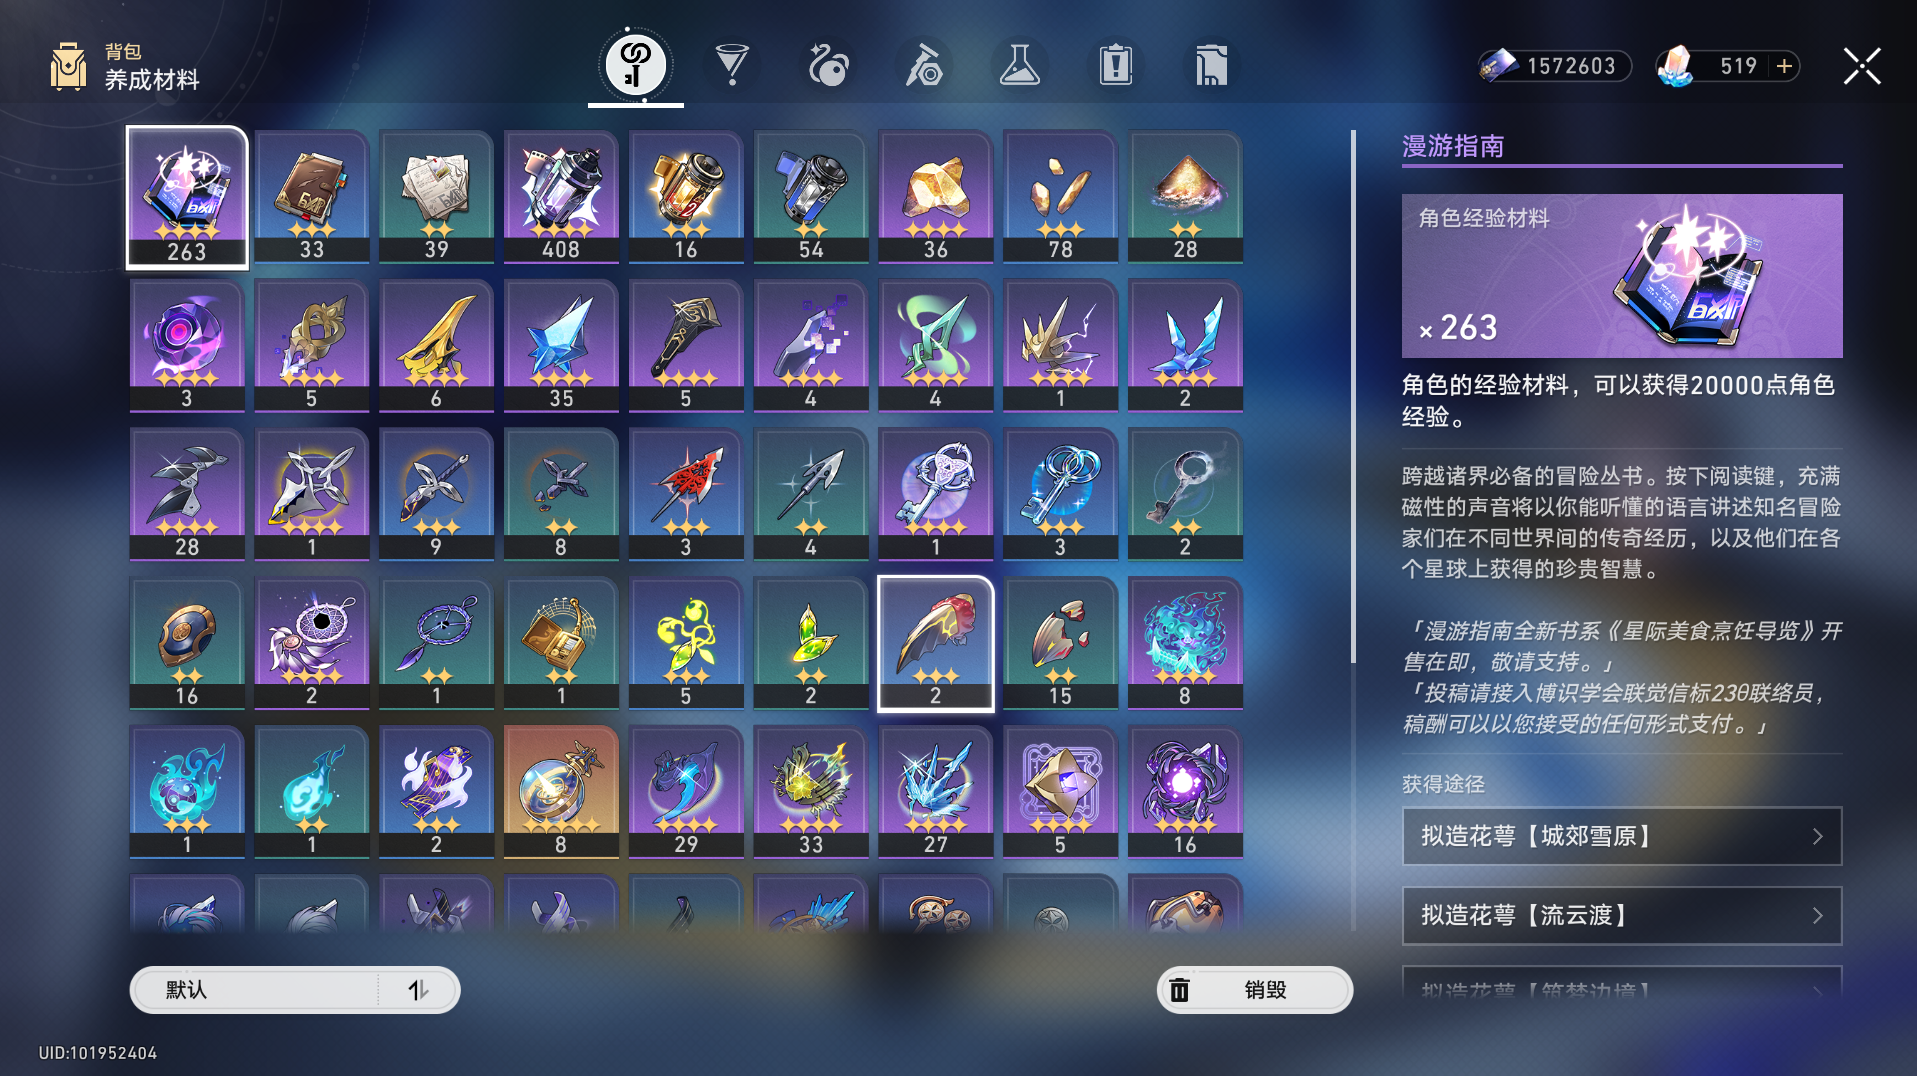 背包
养成材料
1572603
519
263
33
39
408
16
54
36
78
28
3
5
6
35
5
4
4
1
2
28
1
9
8
3
4
1
3
2
16
2
1
1
5
2
2
15
8
1
1
2
8
29
33
27
5
16
漫游指南
角色经验材料
× 263
角色的经验材料，可以获得20000点角色
经验。
跨越诸界必备的冒险丛书。按下阅读键，充满
磁性的声音将以你能听懂的语言讲述知名冒险
家们在不同世界间的传奇经历，以及他们在各
个星球上获得的珍贵智慧。
「漫游指南全新书系《星际美食烹饪导览》开
售在即，敬请支持。」
「投稿请接入博识学会联觉信标230联络员，
稿酬可以以您接受的任何形式支付。」
获得途径
拟造花萼【城郊雪原】
拟造花萼【流云渡】
拟造花萼【筑梦边境】
默认
销毁
UID:101952404